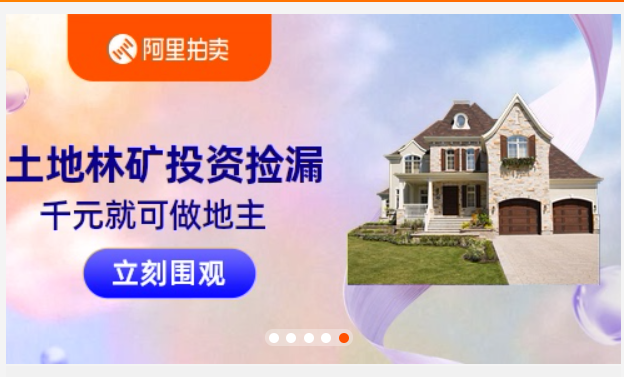 阿里拍卖
土地林矿投资捡漏
千元就可做地主
立刻围观